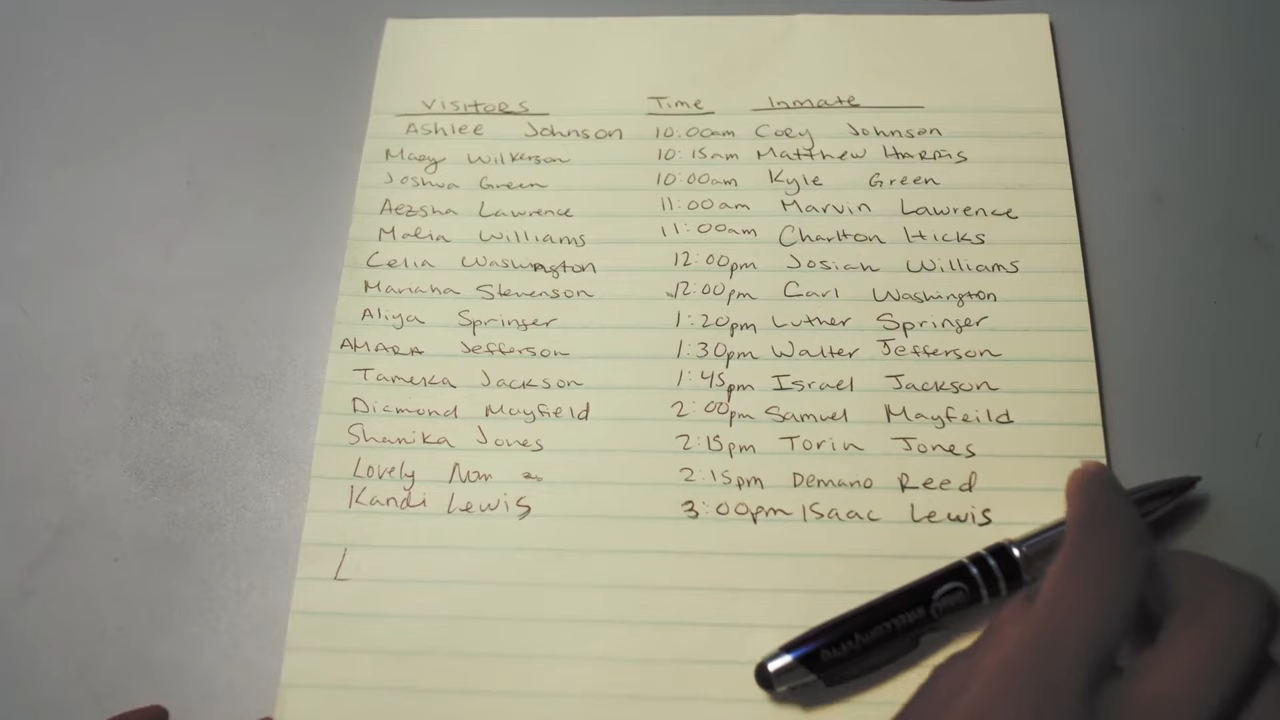 Visitors Time Inmate
Ashlee Johnson 10:00am Coey Johnson
Maey Wilkerson 10:15am Matthew Harris
Joshua Green 10:00am Kyle Green
Aezsha Lawrence 11:00am Marvin Lawrence
Malia Williams 11:00am Charlton Hicks
Celia Washington 12:00pm Josiah Williams
Mariaha Stevenson 12:00pm Carl Washington
Aliya Springer 1:20pm Luther Springer
AMARA Jefferson 1:30pm Walter Jefferson
Tameka Jackson 1:45pm Israel Jackson
Diamond Mayfield 2:00pm Samuel Mayfeild
Shanika Jones 2:15pm Torin Jones
Lovely 2:15pm Demano Reed
Kandi Lewis 3:00pm Isaac Lewis
L